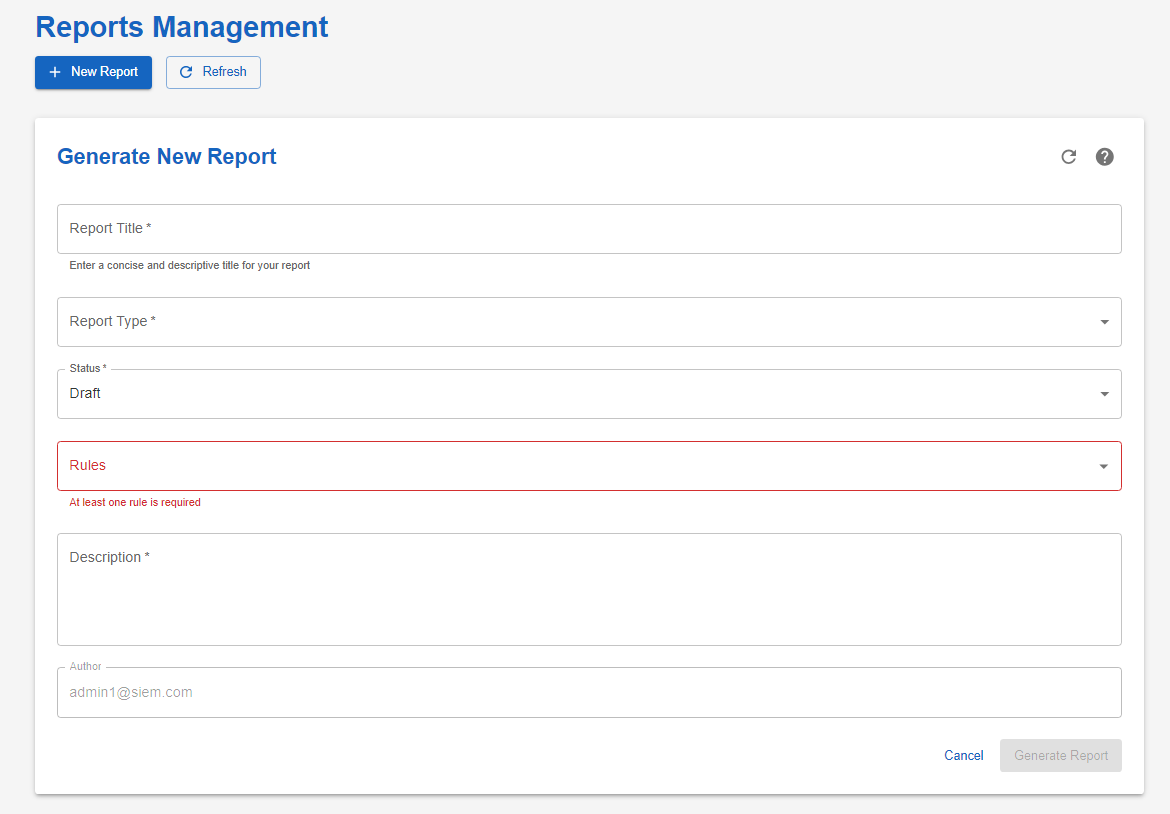 Reports Management
New Report
Refresh
Generate New Report
Report Title *
Enter a concise and descriptive title for your report
Report Type *
Status *
Draft
Rules
At least one rule is required
Description *
Author
admin1@siem.com
Cancel
Generate Report